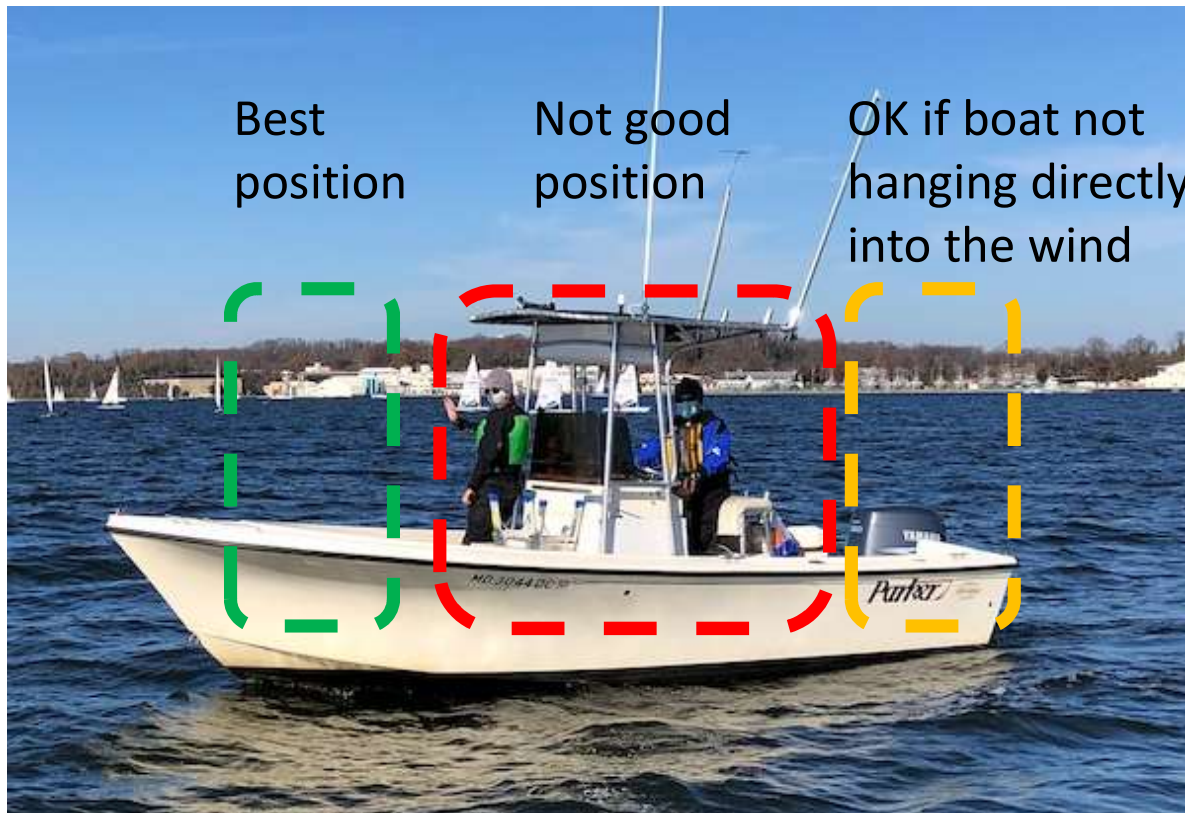 Best
position
Not good
position
OK if boat not
hanging directly
into the wind
YAMAHA
Parker